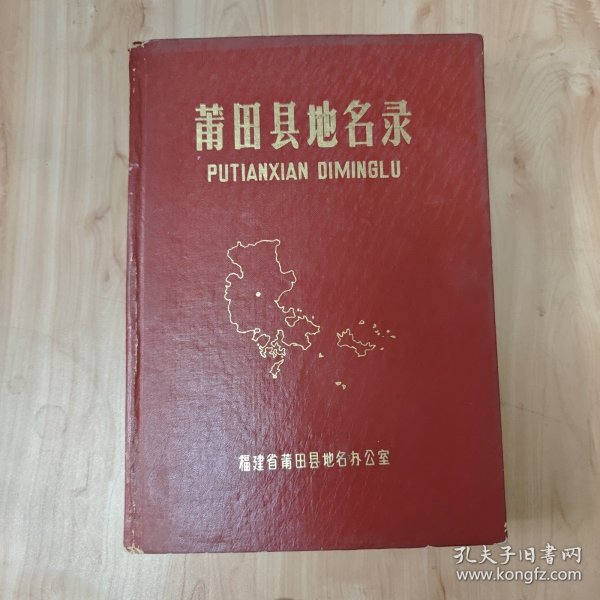 莆田县地名录
PUTIANXIAN DIMINGLU
福建省莆田县地名办公室
孔夫子旧书网
www.kongfz.com